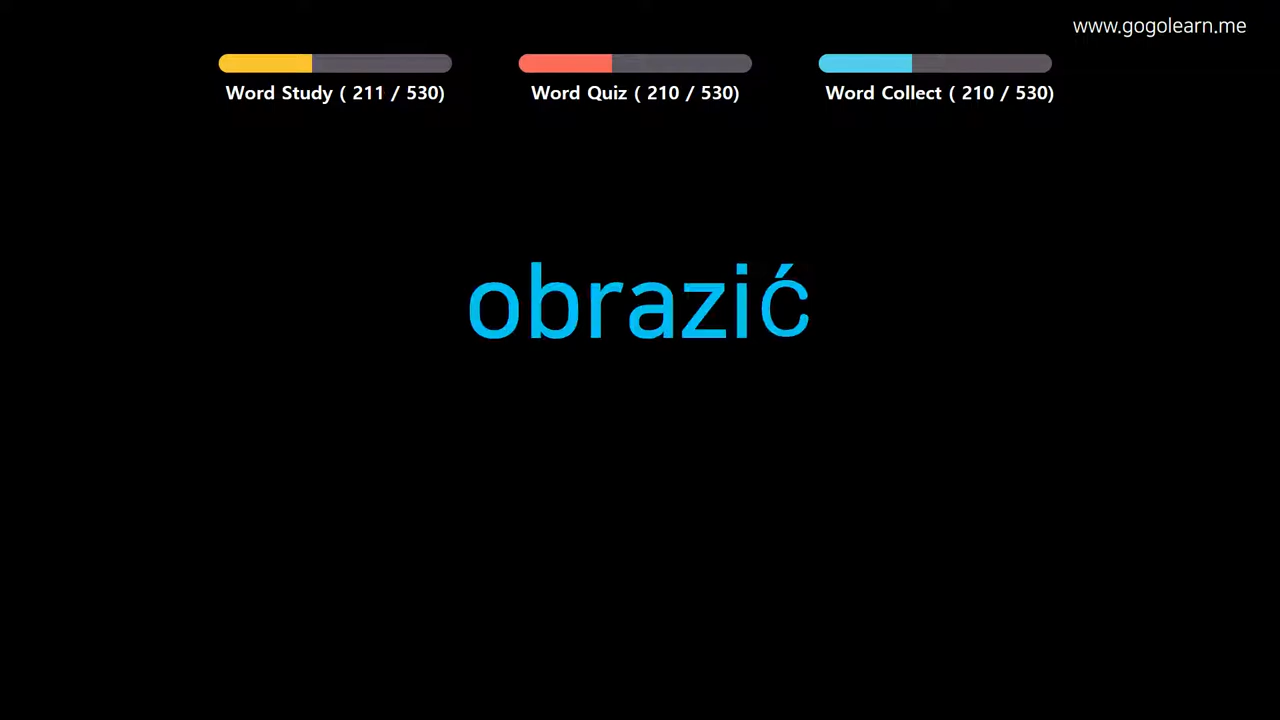 www.gogolearn.me
Word Study ( 211 / 530)
Word Quiz ( 210 / 530)
Word Collect ( 210 / 530)
obrazić